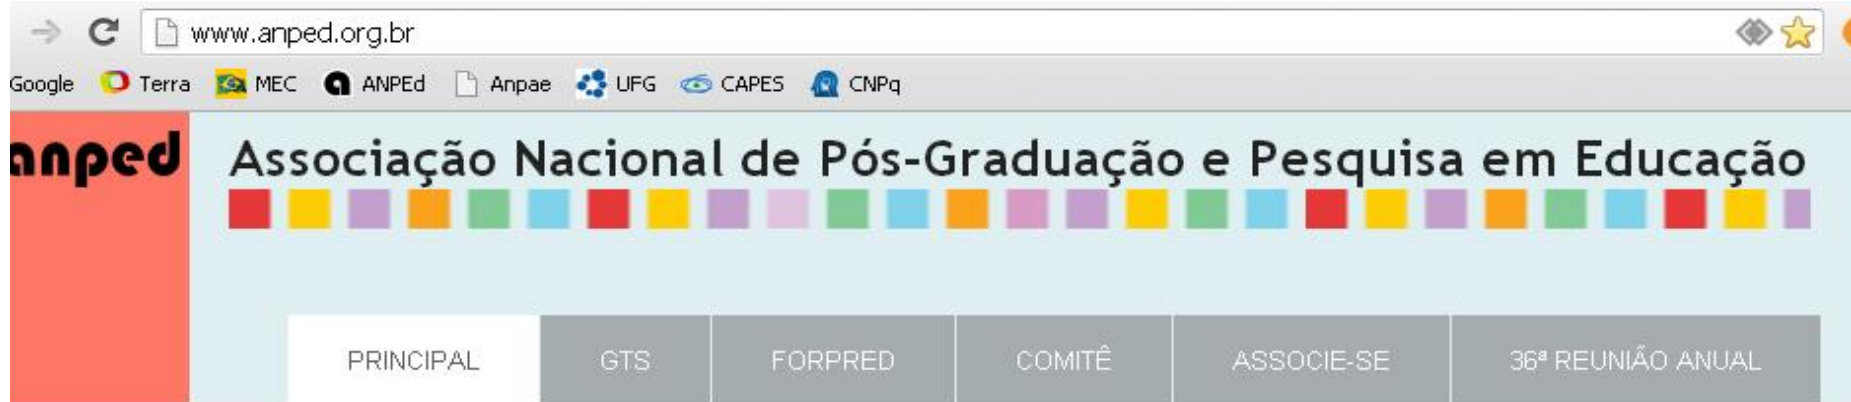 www.anped.org.br
Google Terra MEC ANPEd Anpae UFG CAPES CNPq
anped Associação Nacional de Pós-Graduação e Pesquisa em Educação
PRINCIPAL GTS FORPRED COMITÊ ASSOCIE-SE 36ª REUNIÃO ANUAL